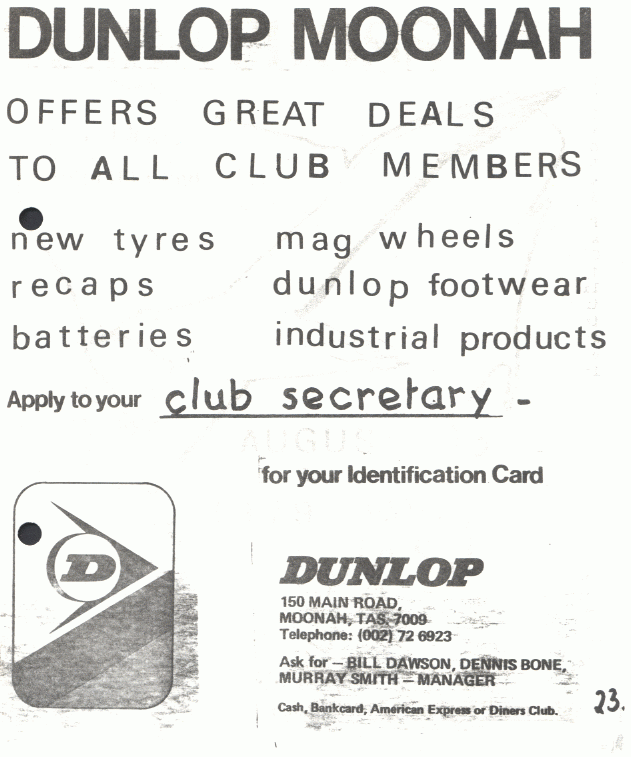 DUNLOP MOONAH
OFFERS GREAT DEALS
TO ALL CLUB MEMBERS
new tyres mag wheels
recaps dunlop footwear
batteries industrial products
Apply to your club secretary -
for your Identification Card
D
DUNLOP
150 MAIN ROAD,
MOONAH, TAS. 7009
Telephone: (002) 72 6923
Ask for – BILL DAWSON, DENNIS BONE,
MURRAY SMITH – MANAGER
Cash, Bankcard, American Express or Diners Club.
23.